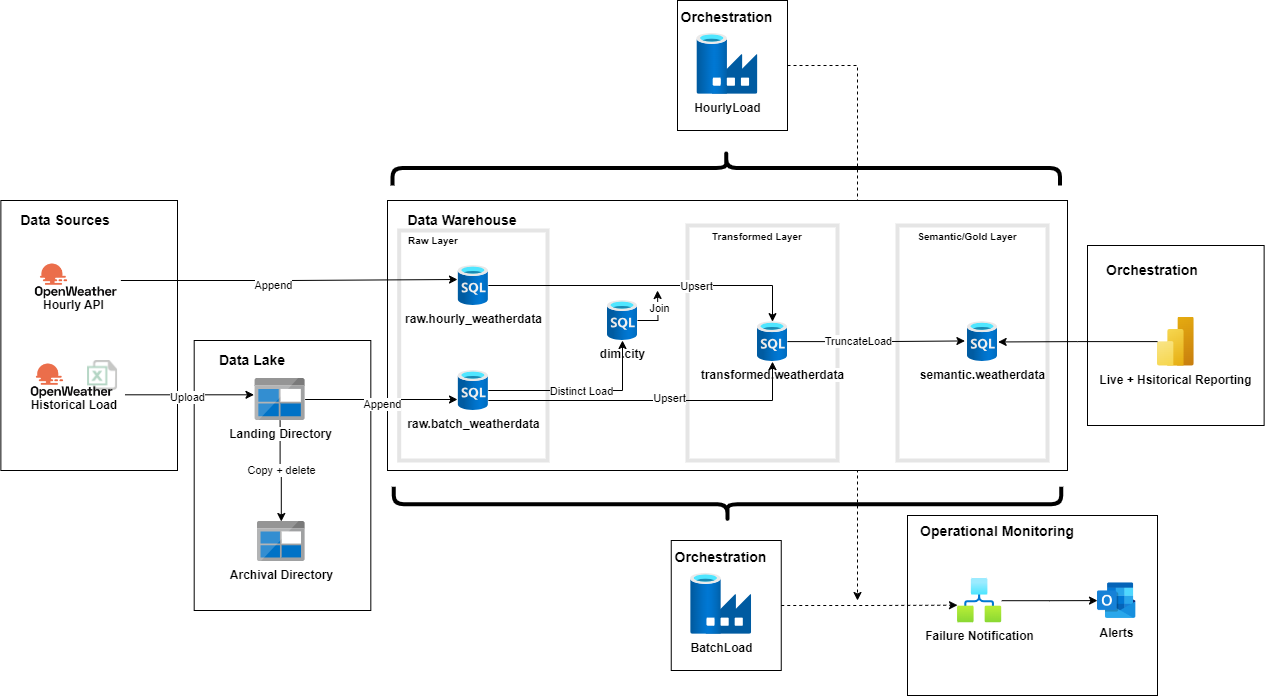 Orchestration
HourlyLoad
Data Sources
OpenWeather
Hourly API
OpenWeather
Historical Load
Upload
Data Lake
Landing Directory
Copy + delete
Archival Directory
Append
Append
Data Warehouse
Raw Layer
SQL
raw.hourly_weatherdata
SQL
raw.batch_weatherdata
Distinct Load
SQL
dim.city
Join
Upsert
Upsert
Transformed Layer
SQL
transformed.weatherdata
TruncateLoad
Semantic/Gold Layer
SQL
semantic.weatherdata
Orchestration
Live + Hsitorical Reporting
Orchestration
BatchLoad
Operational Monitoring
Failure Notification
Alerts